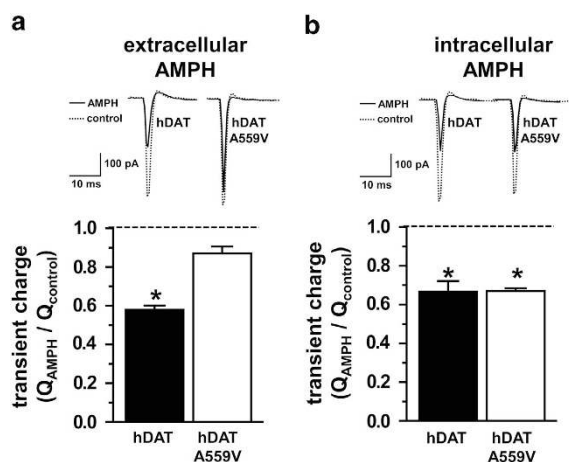 a
extracellular
AMPH
AMPH
control
hDAT
hDAT
A559V
100 pA
10 ms
transient charge
(QAMPH / Qcontrol)
1.0
0.8
0.6
0.4
0.2
0.0
*
hDAT
hDAT
A559V
b
intracellular
AMPH
AMPH
control
hDAT
hDAT
A559V
100 pA
10 ms
transient charge
(QAMPH / Qcontrol)
1.0
0.8
0.6
0.4
0.2
0.0
*
*
hDAT
hDAT
A559V